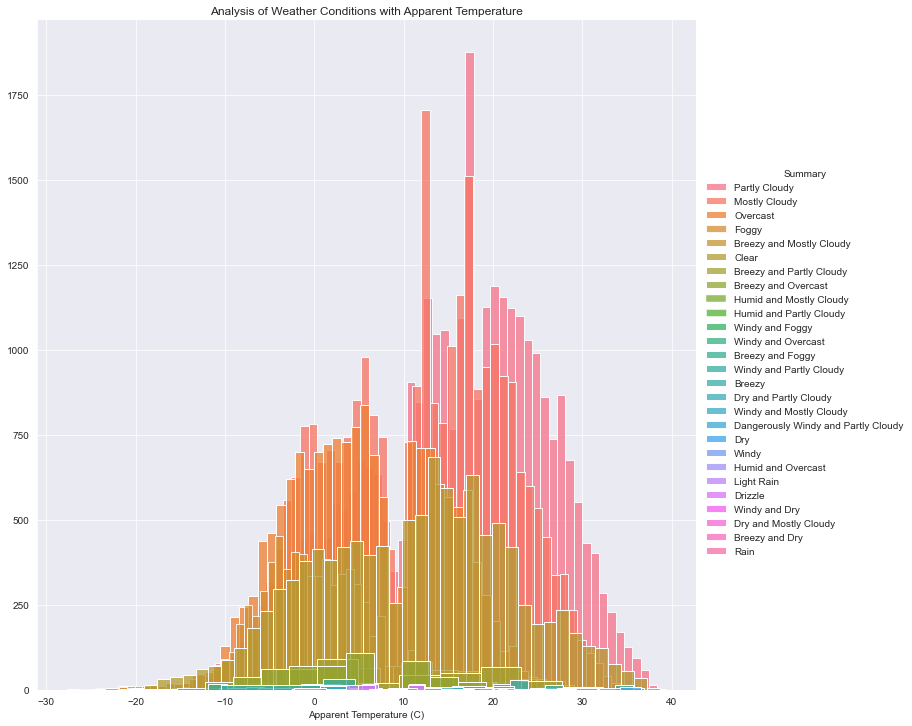 Analysis of Weather Conditions with Apparent Temperature
1750
1500
1250
1000
750
500
250
0
−30 −20 −10 0 10 20 30 40
Apparent Temperature (C)
Summary
Partly Cloudy
Mostly Cloudy
Overcast
Foggy
Breezy and Mostly Cloudy
Clear
Breezy and Partly Cloudy
Breezy and Overcast
Humid and Mostly Cloudy
Humid and Partly Cloudy
Windy and Foggy
Windy and Overcast
Breezy and Foggy
Windy and Partly Cloudy
Breezy
Dry and Partly Cloudy
Windy and Mostly Cloudy
Dangerously Windy and Partly Cloudy
Dry
Windy
Humid and Overcast
Light Rain
Drizzle
Windy and Dry
Dry and Mostly Cloudy
Breezy and Dry
Rain